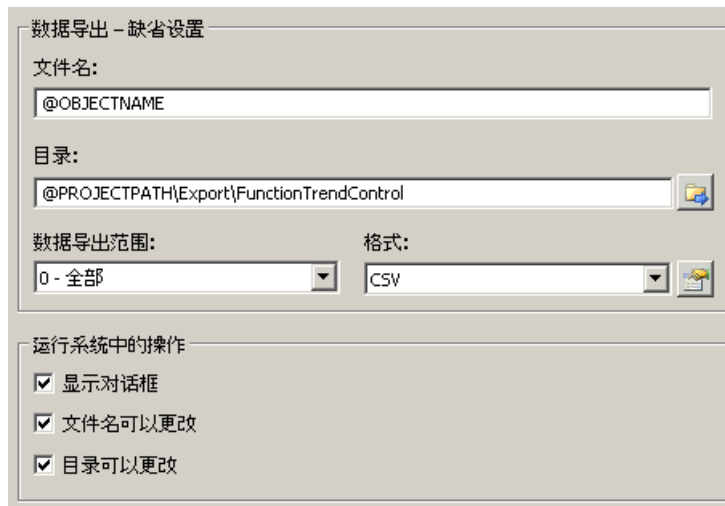 数据导出 – 缺省设置
文件名:
@OBJECTNAME
目录:
@PROJECTPATH\Export\FunctionTrendControl
数据导出范围: 格式:
0 - 全部 CSV
运行系统中的操作
显示对话框
文件名可以更改
目录可以更改